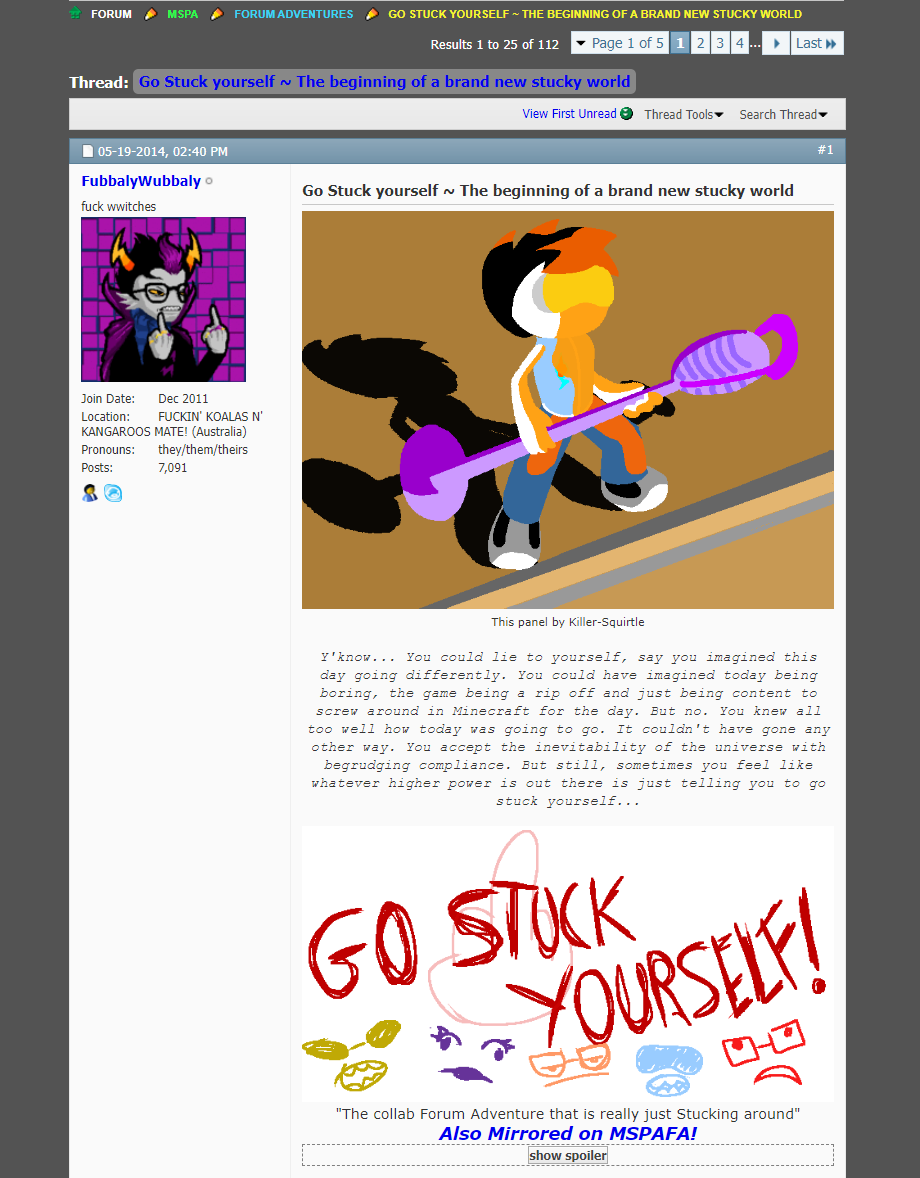 FORUM MSPA FORUM ADVENTURES GO STUCK YOURSELF ~ THE BEGINNING OF A BRAND NEW STUCKY WORLD
Results 1 to 25 of 112 Page 1 of 5 1 2 3 4 ... Last
Thread: Go Stuck yourself ~ The beginning of a brand new stucky world
View First Unread Thread Tools Search Thread
05-19-2014, 02:40 PM #1
FubbalyWubbaly
fuck wwitches
Join Date: Dec 2011
Location: FUCKIN' KOALAS N'
KANGAROOS MATE! (Australia)
Pronouns: they/them/theirs
Posts: 7,091
Go Stuck yourself ~ The beginning of a brand new stucky world
This panel by Killer-Squirtle
Y'know... You could lie to yourself, say you imagined this
day going differently. You could have imagined today being
boring, the game being a rip off and just being content to
screw around in Minecraft for the day. But no. You knew all
too well how today was going to go. It couldn't have gone any
other way. You accept the inevitability of the universe with
begrudging compliance. But still, sometimes you feel like
whatever higher power is out there is just telling you to go
stuck yourself...
GO STUCK
YOURSELF!
"The collab Forum Adventure that is really just Stucking around"
Also Mirrored on MSPAFA!
show spoiler